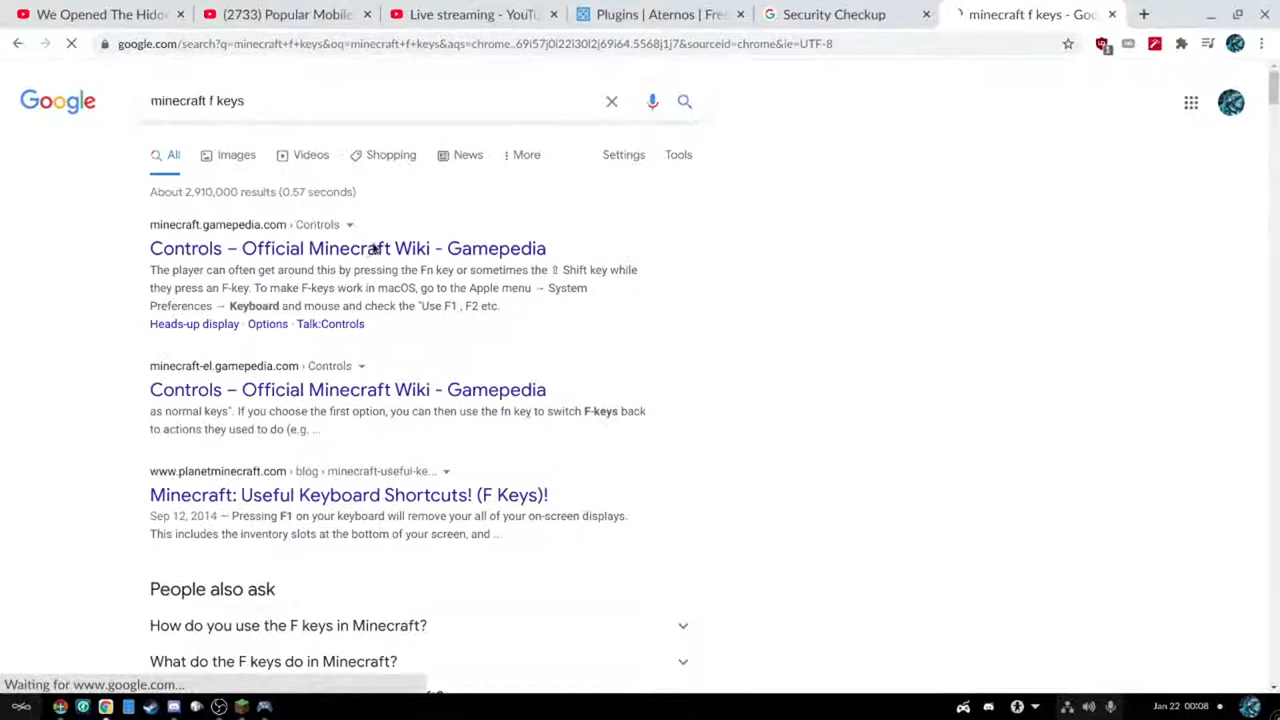 We Opened The Hidd
(2733) Popular Mobile
Live streaming - YouTu
Plugins | Aternos | Free
Security Checkup
minecraft f keys - Goo
google.com/search?q=minecraft+f+keys&oq=minecraft+f+keys&aqs=chrome..69i57j0i22i30l2j69i64.5568j1j7&sourceid=chrome&ie=UTF-8
1
Google
minecraft f keys
All
Images
Videos
Shopping
News
More
Settings
Tools
About 2,910,000 results (0.57 seconds)
minecraft.gamepedia.com › Controls
Controls – Official Minecraft Wiki - Gamepedia
The player can often get around this by pressing the Fn key or sometimes the ⇧ Shift key while
they press an F-key. To make F-keys work in macOS, go to the Apple menu → System
Preferences → Keyboard and mouse and check the "Use F1 , F2 etc.
Heads-up display · Options · Talk:Controls
minecraft-el.gamepedia.com › Controls
Controls – Official Minecraft Wiki - Gamepedia
as normal keys". If you choose the first option, you can then use the fn key to switch F-keys back
to actions they used to do (e.g. ...
www.planetminecraft.com › blog › minecraft-useful-ke...
Minecraft: Useful Keyboard Shortcuts! (F Keys)!
Sep 12, 2014 — Pressing F1 on your keyboard will remove your all of your on-screen displays.
This includes the inventory slots at the bottom of your screen, and ...
People also ask
How do you use the F keys in Minecraft?
What do the F keys do in Minecraft?
Waiting for www.google.com...
Jan 22 00:08